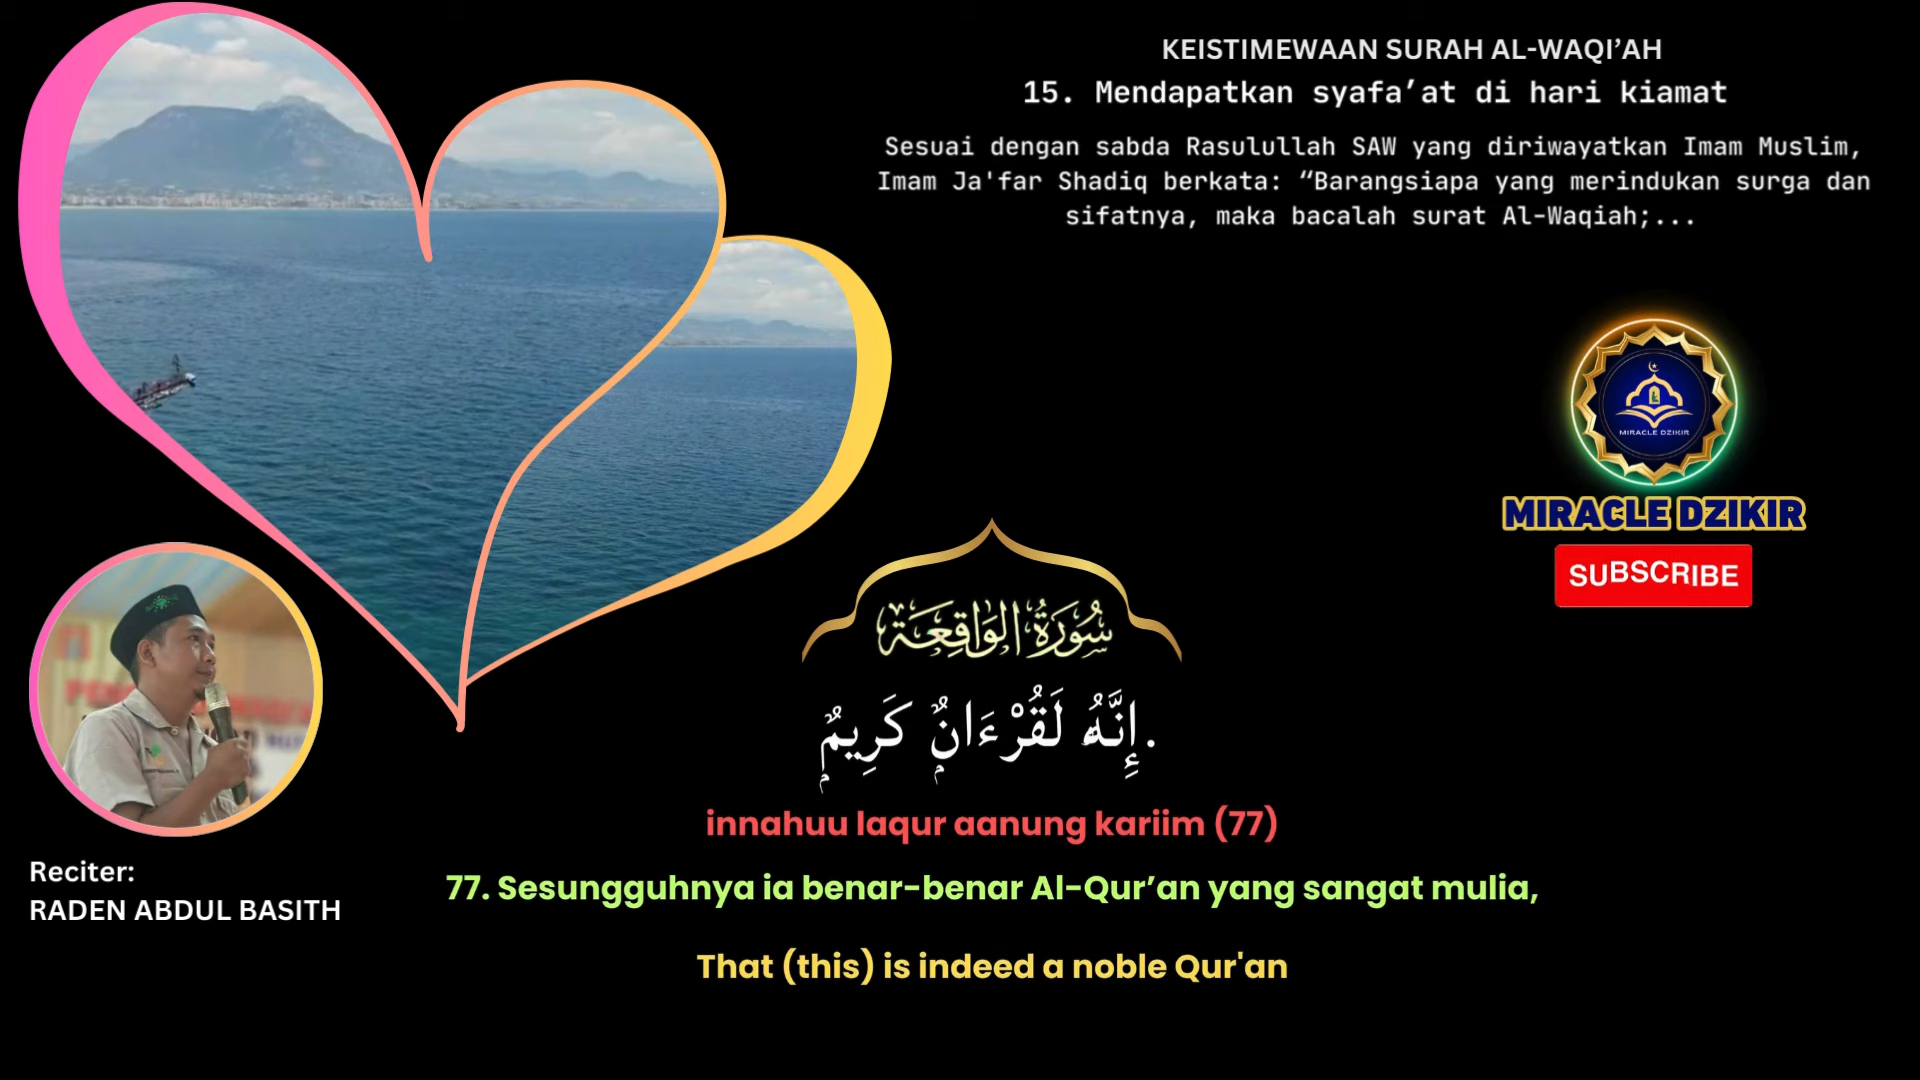 KEISTIMEWAAN SURAH AL-WAQI’AH
15. Mendapatkan syafa’at di hari kiamat
Sesuai dengan sabda Rasulullah SAW yang diriwayatkan Imam Muslim,
Imam Ja'far Shadiq berkata: “Barangsiapa yang merindukan surga dan
sifatnya, maka bacalah surat Al-Waqiah;...
MIRACLE DZIKIR
MIRACLE DZIKIR
SUBSCRIBE
سُورَةُ الوَاقِعَة
إِنَّهُۥ لَقُرْءَانٌۭ كَرِيمٌۭ.
innahuu laqur aanung kariim (77)
77. Sesungguhnya ia benar-benar Al-Qur’an yang sangat mulia,
That (this) is indeed a noble Qur'an
Reciter:
RADEN ABDUL BASITH